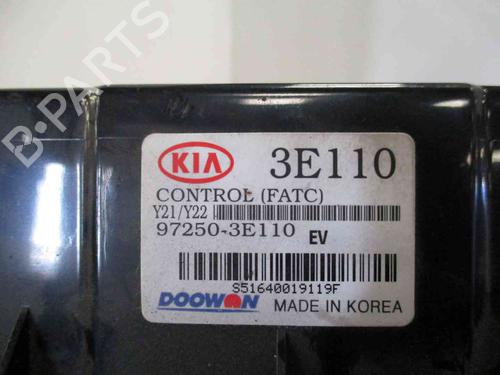 B-PARTS
KIA 3E110
CONTROL (FATC)
Y21/Y22
97250-3E110 EV
S51640019119F
DOOWON MADE IN KOREA